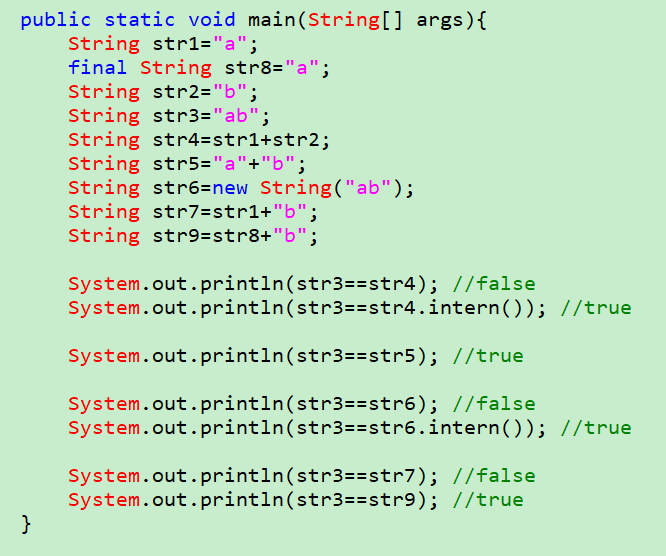 public static void main(String[] args){
    String str1="a";
    final String str8="a";
    String str2="b";
    String str3="ab";
    String str4=str1+str2;
    String str5="a"+"b";
    String str6=new String("ab");
    String str7=str1+"b";
    String str9=str8+"b";

    System.out.println(str3==str4); //false
    System.out.println(str3==str4.intern()); //true

    System.out.println(str3==str5); //true

    System.out.println(str3==str6); //false
    System.out.println(str3==str6.intern()); //true

    System.out.println(str3==str7); //false
    System.out.println(str3==str9); //true
}